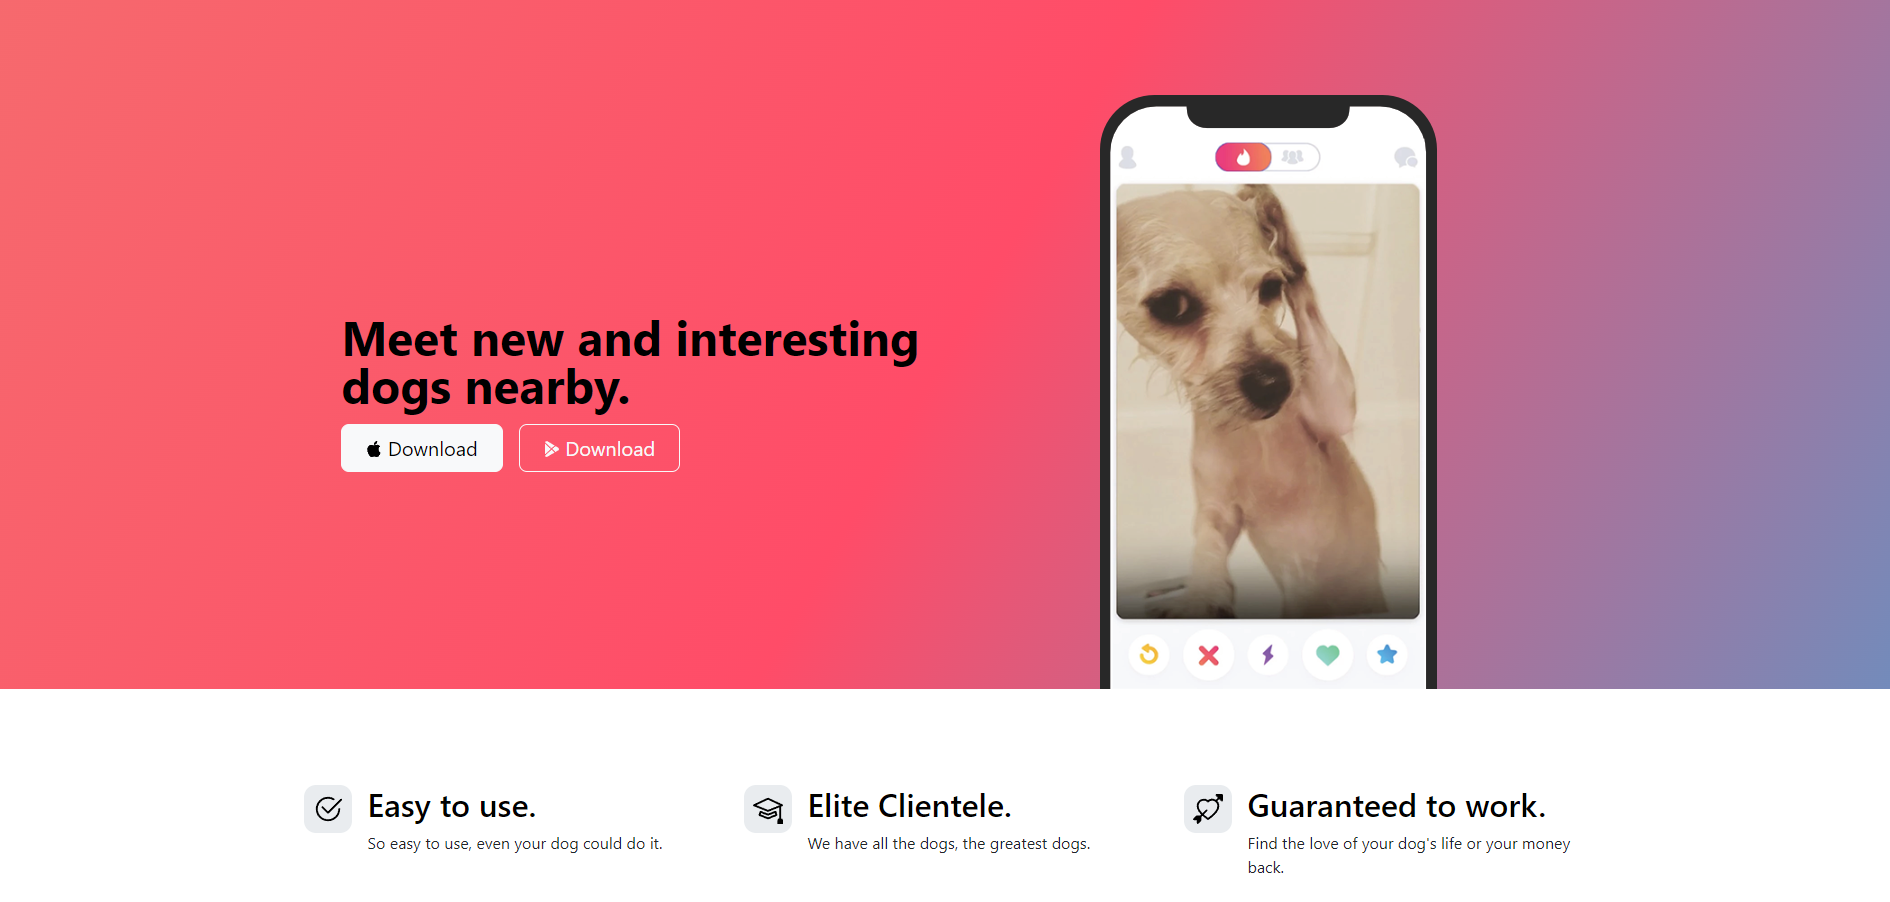 Meet new and interesting
dogs nearby.
Download
Download
Easy to use.
So easy to use, even your dog could do it.
Elite Clientele.
We have all the dogs, the greatest dogs.
Guaranteed to work.
Find the love of your dog's life or your money
back.